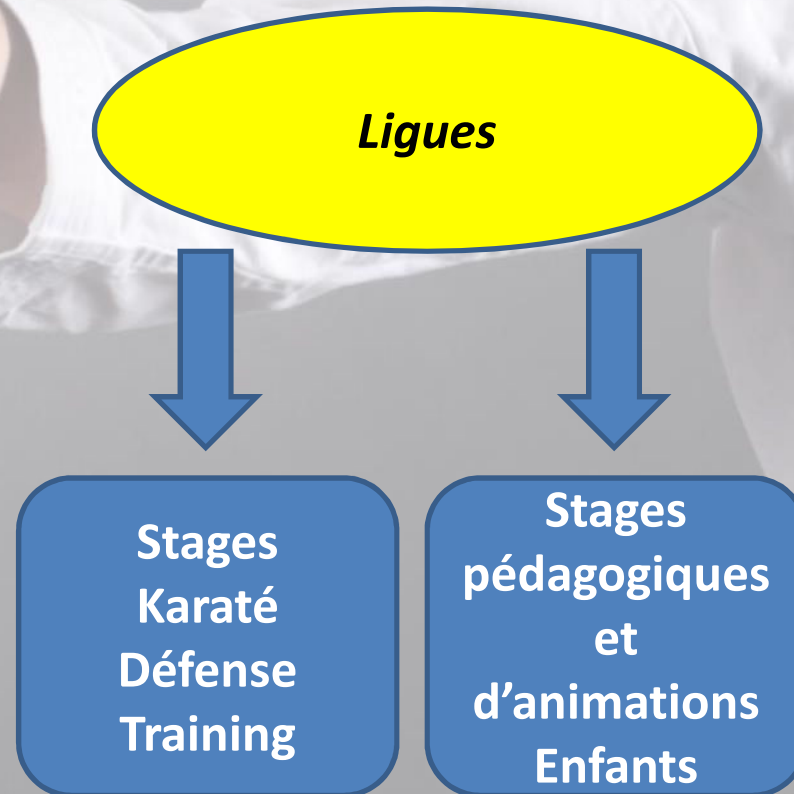 Ligues
Stages
Karaté
Défense
Training
Stages
pédagogiques
et
d’animations
Enfants